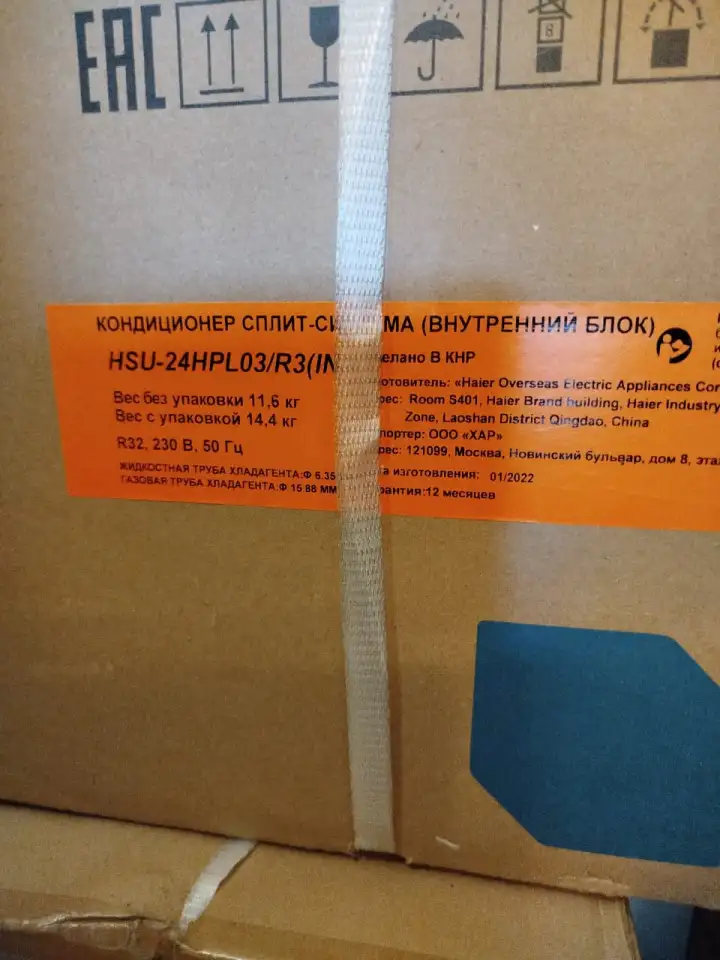 EAC
8
КОНДИЦИОНЕР СПЛИТ-СИСТЕМА (ВНУТРЕННИЙ БЛОК)
HSU-24HPL03/R3(IN
елано В КНР
Вес без упаковки 11,6 кг
отовитель: «Haier Overseas Electric Appliances Cor
Вес с упаковкой 14,4 кг
рес: Room S401, Haier Brand building, Haier Industry
Zone, Laoshan District Qingdao, China
R32, 230 В, 50 Гц
портер: ООО «ХАР»
рес: 121099, Москва, Новинский бульвар, дом 8, эта
ЖИДКОСТНАЯ ТРУБА ХЛАДАГЕНТА:Ф 6.35
а изготовления: 01/2022
ГАЗОВАЯ ТРУБА ХЛАДАГЕНТА:Ф 15 88 ММ
рантия:12 месяцев